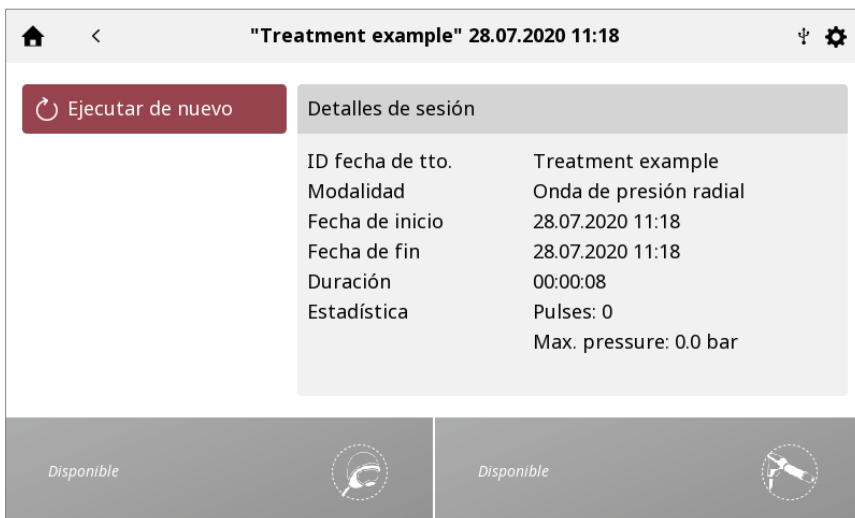 "Treatment example" 28.07.2020 11:18
Ejecutar de nuevo
Detalles de sesión
ID fecha de tto. Treatment example
Modalidad Onda de presión radial
Fecha de inicio 28.07.2020 11:18
Fecha de fin 28.07.2020 11:18
Duración 00:00:08
Estadística Pulses: 0
Max. pressure: 0.0 bar
Disponible Disponible